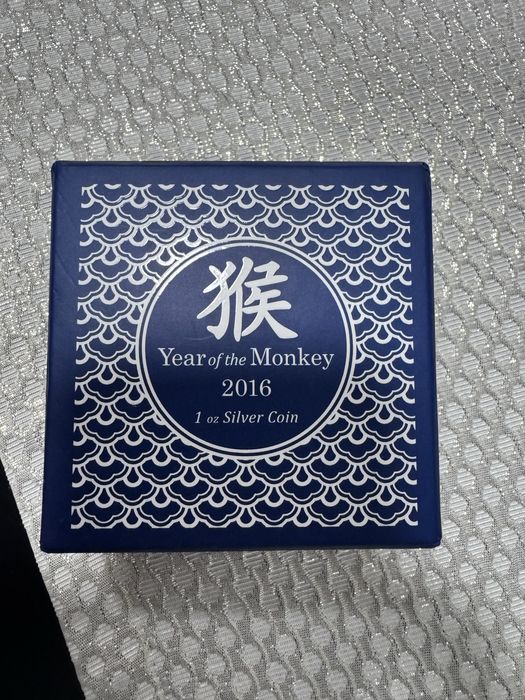 猴
Year of the Monkey
2016
1 oz Silver Coin